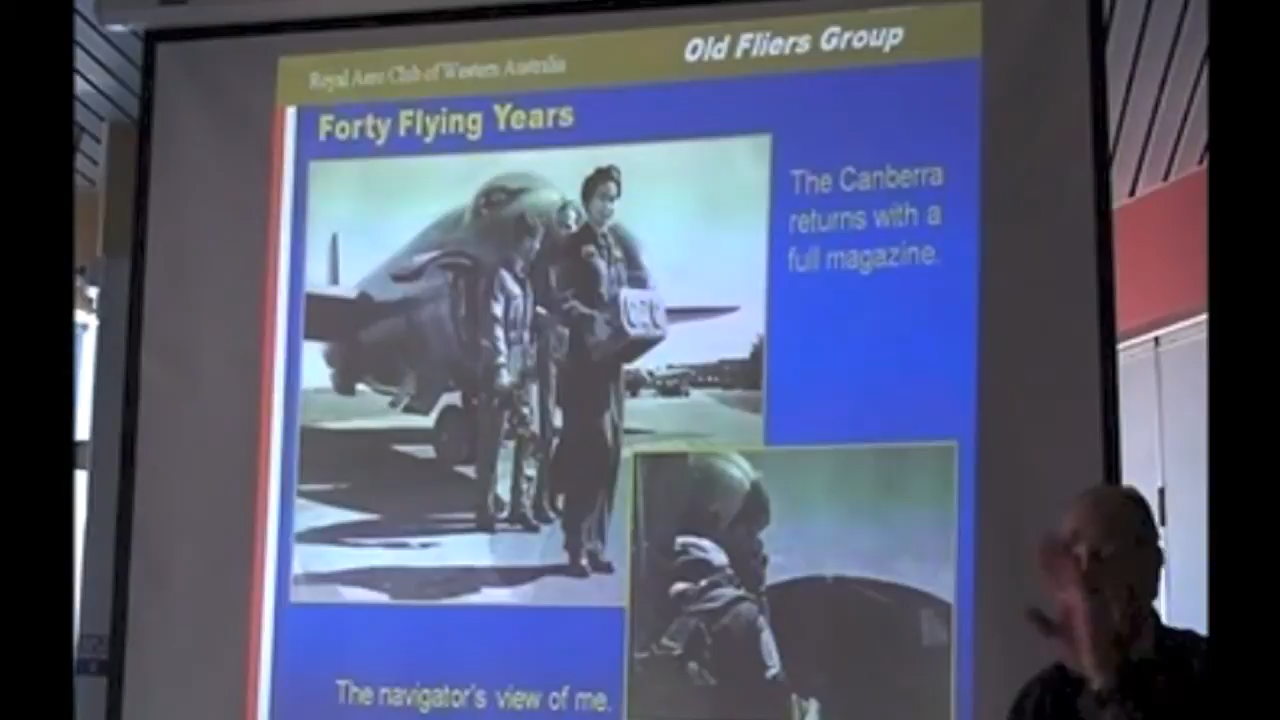 Old Fliers Group
Royal Aero Club of Western Australia
Forty Flying Years
The Canberra
returns with a
full magazine.
The navigator's view of me.